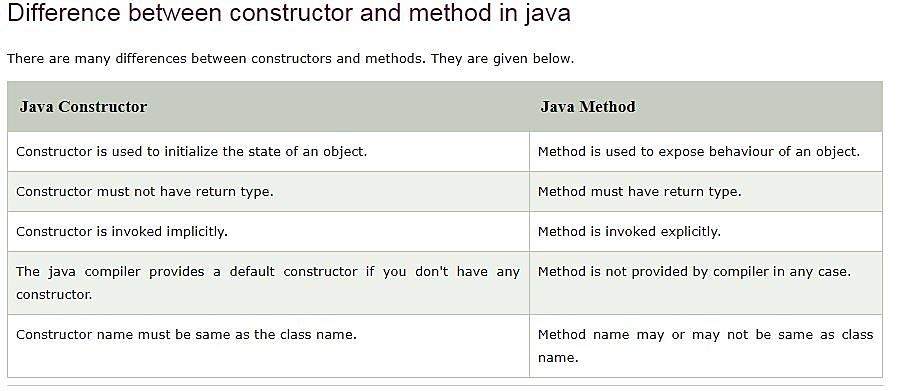 Difference between constructor and method in java
There are many differences between constructors and methods. They are given below.
Java Constructor
Java Method
Constructor is used to initialize the state of an object.
Method is used to expose behaviour of an object.
Constructor must not have return type.
Method must have return type.
Constructor is invoked implicitly.
Method is invoked explicitly.
The java compiler provides a default constructor if you don't have any
constructor.
Method is not provided by compiler in any case.
Constructor name must be same as the class name.
Method name may or may not be same as class
name.